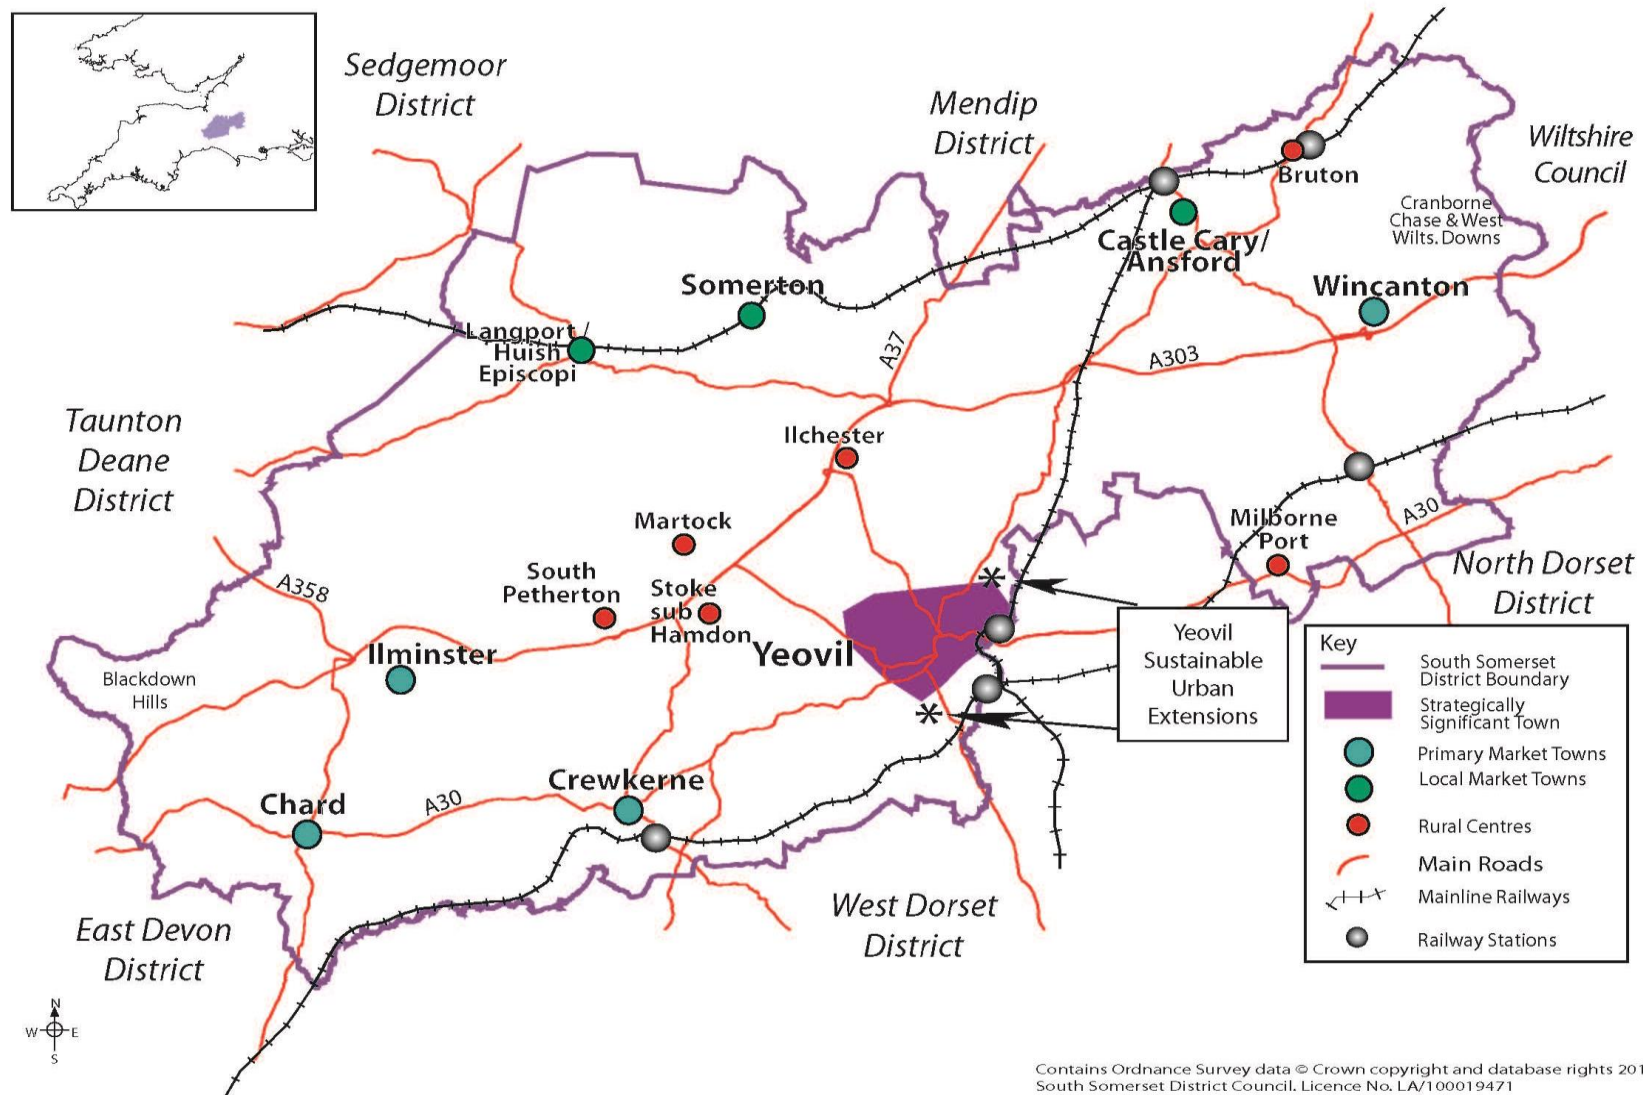 Sedgemoor
District
Mendip
District
Wiltshire
Council
Bruton
Cranborne
Chase & West
Wilts. Downs
Castle Cary/
Ansford
Somerton
Wincanton
Langport /
Huish
Episcopi
A37
A303
Taunton
Deane
District
Ilchester
Martock
A30
Milborne
Port
South
Petherton
Stoke
sub
Hamdon
A358
North Dorset
District
*
Ilminster
Yeovil
Blackdown
Hills
Yeovil
Sustainable
Urban
Extensions
*
Key
South Somerset
District Boundary
Strategically
Significant Town
Primary Market Towns
Local Market Towns
Rural Centres
Main Roads
Mainline Railways
Railway Stations
Crewkerne
Chard
A30
East Devon
District
West Dorset
District
N
W E
S
Contains Ordnance Survey data © Crown copyright and database rights 201
South Somerset District Council. Licence No. LA/100019471